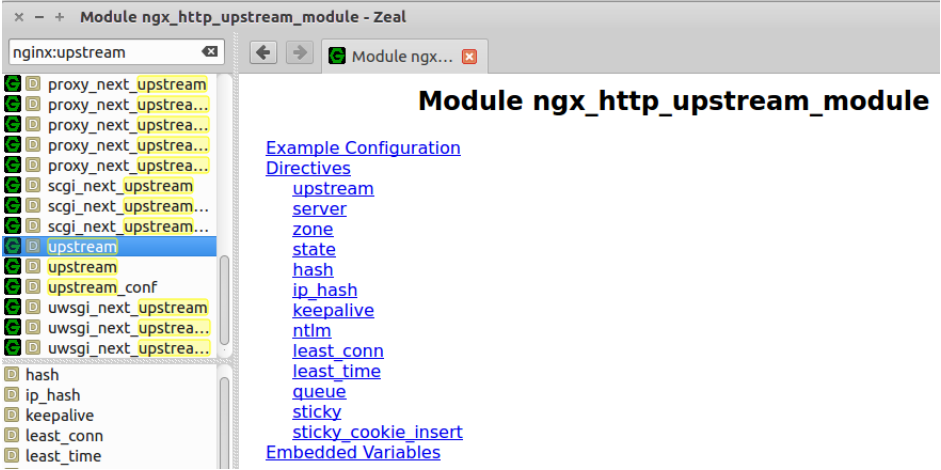 Module ngx_http_upstream_module - Zeal
nginx:upstream
Module ngx...
proxy_next_upstream
proxy_next_upstrea...
proxy_next_upstrea...
proxy_next_upstrea...
proxy_next_upstrea...
scgi_next_upstream
scgi_next_upstream...
scgi_next_upstream...
upstream
upstream
upstream_conf
uwsgi_next_upstream
uwsgi_next_upstrea...
uwsgi_next_upstrea...
hash
ip_hash
keepalive
least_conn
least_time
Module ngx_http_upstream_module
Example Configuration
Directives
upstream
server
zone
state
hash
ip_hash
keepalive
ntlm
least_conn
least_time
queue
sticky
sticky_cookie_insert
Embedded Variables